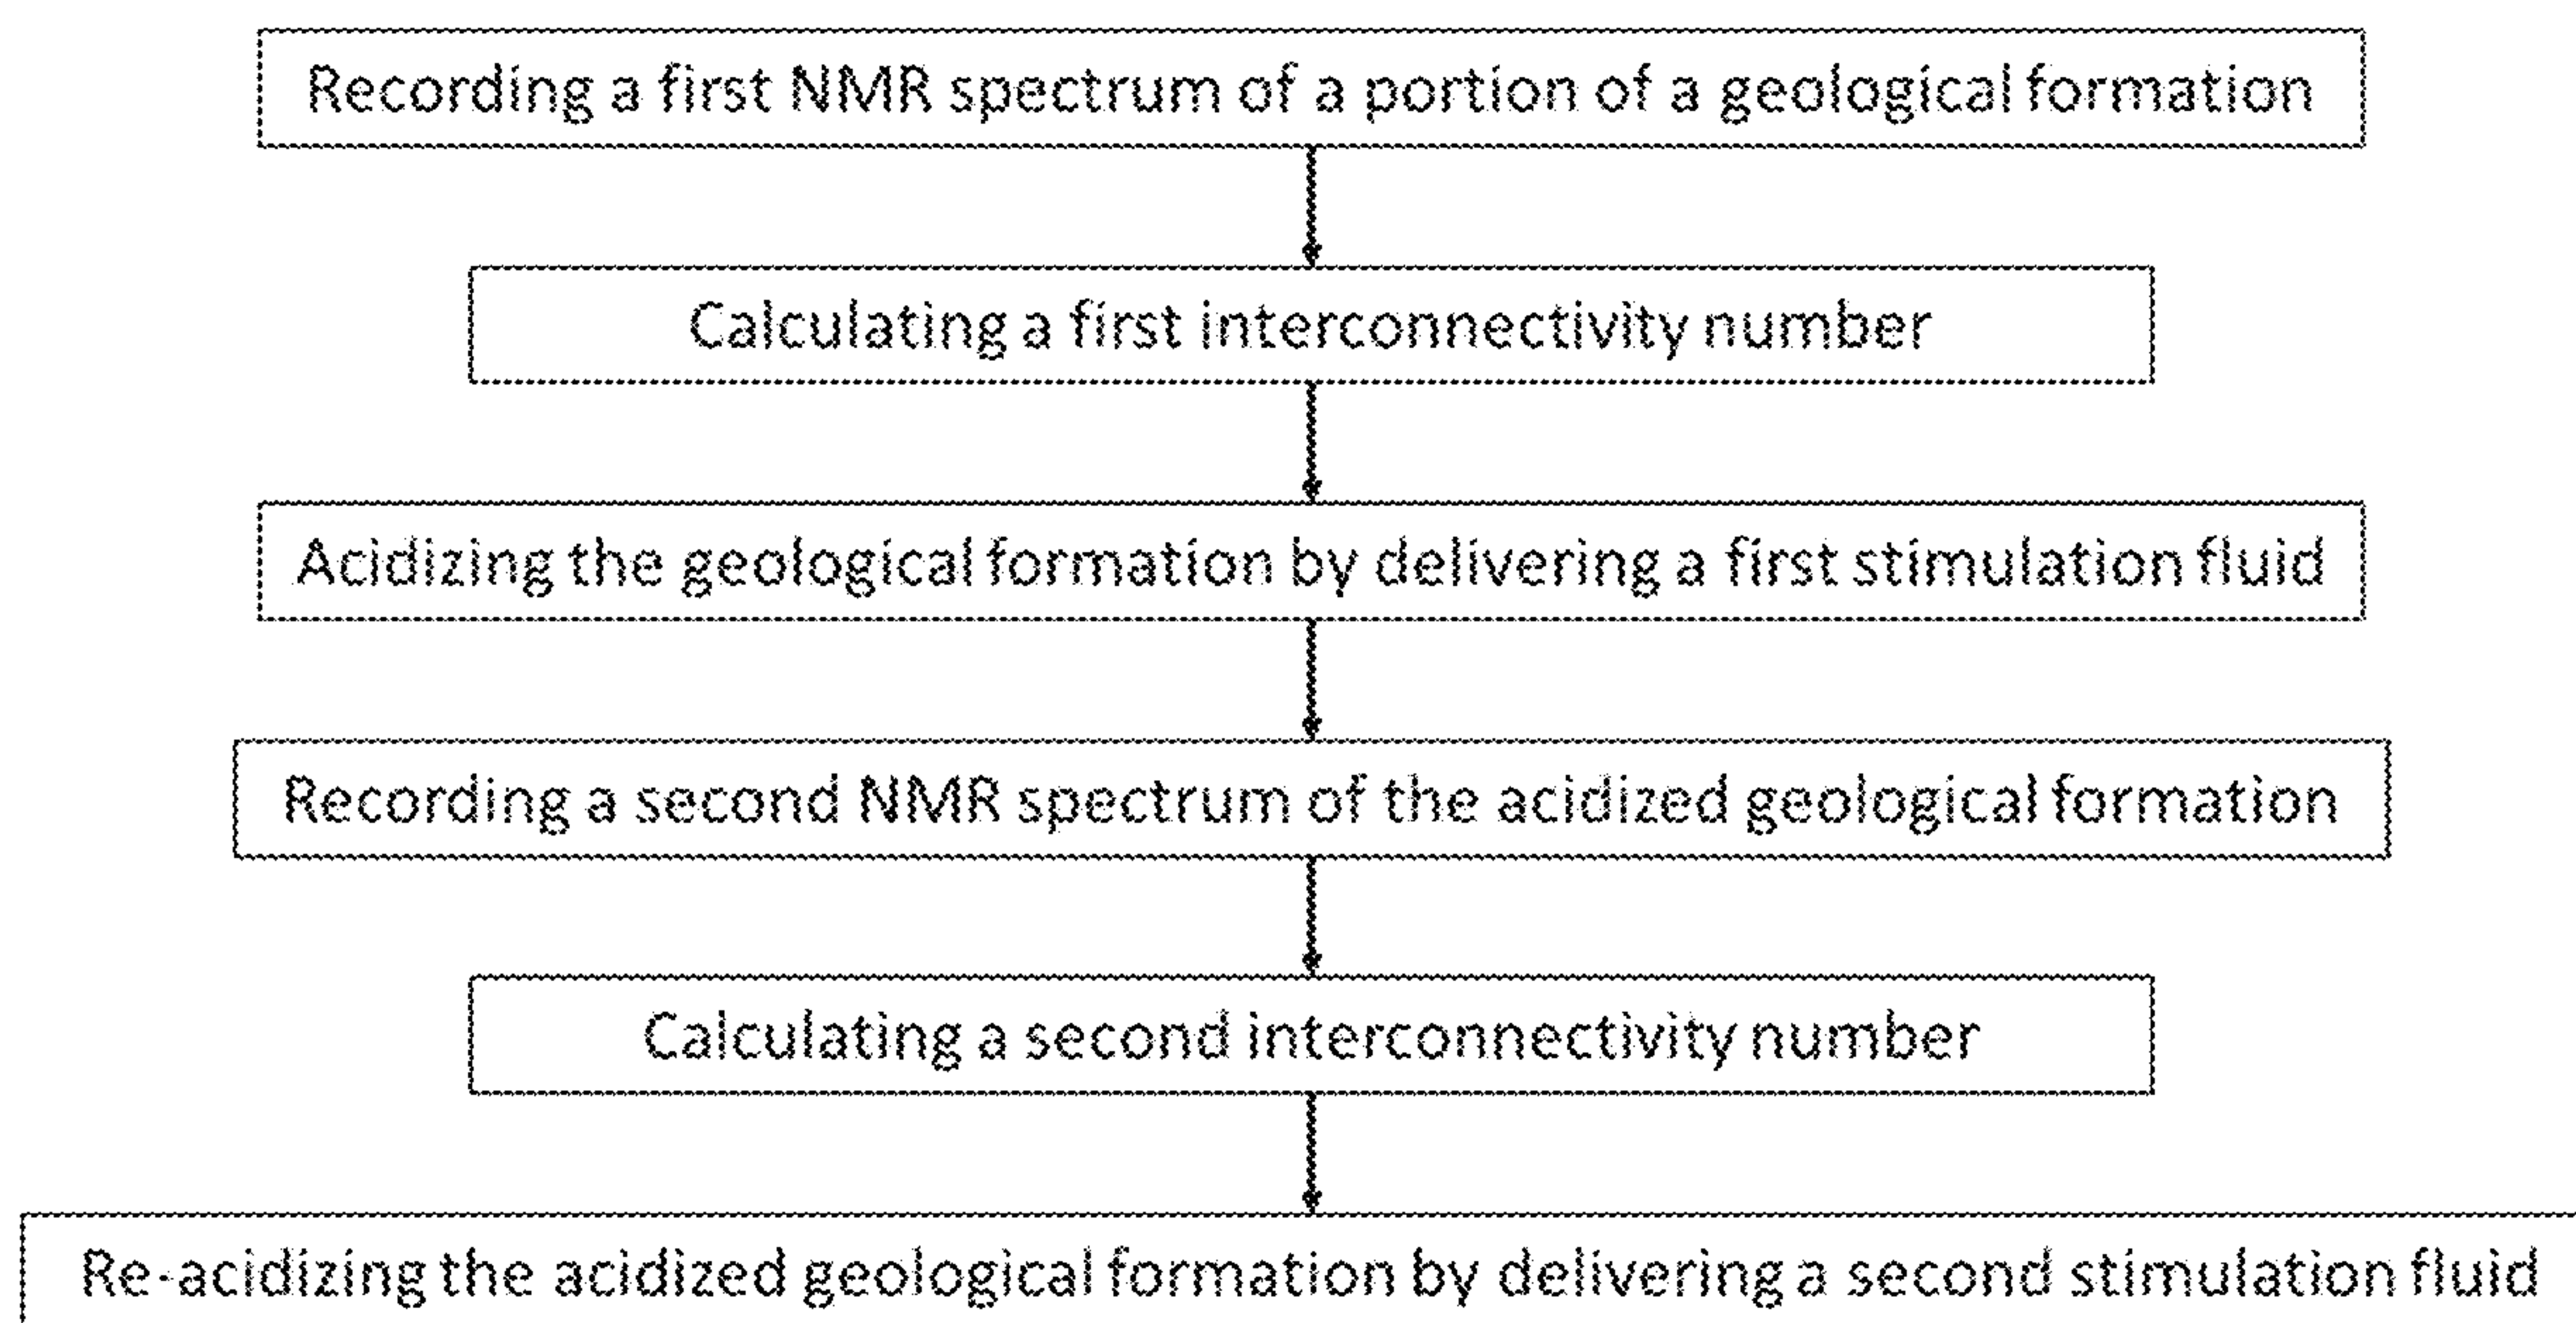 Recording a first NMR spectrum of a portion of a geological formation
Calculating a first interconnectivity number
Acidizing the geological formation by delivering a first stimulation fluid
Recording a second NMR spectrum of the acidized geological formation
Calculating a second interconnectivity number
Re-acidizing the acidized geological formation by delivering a second stimulation fluid